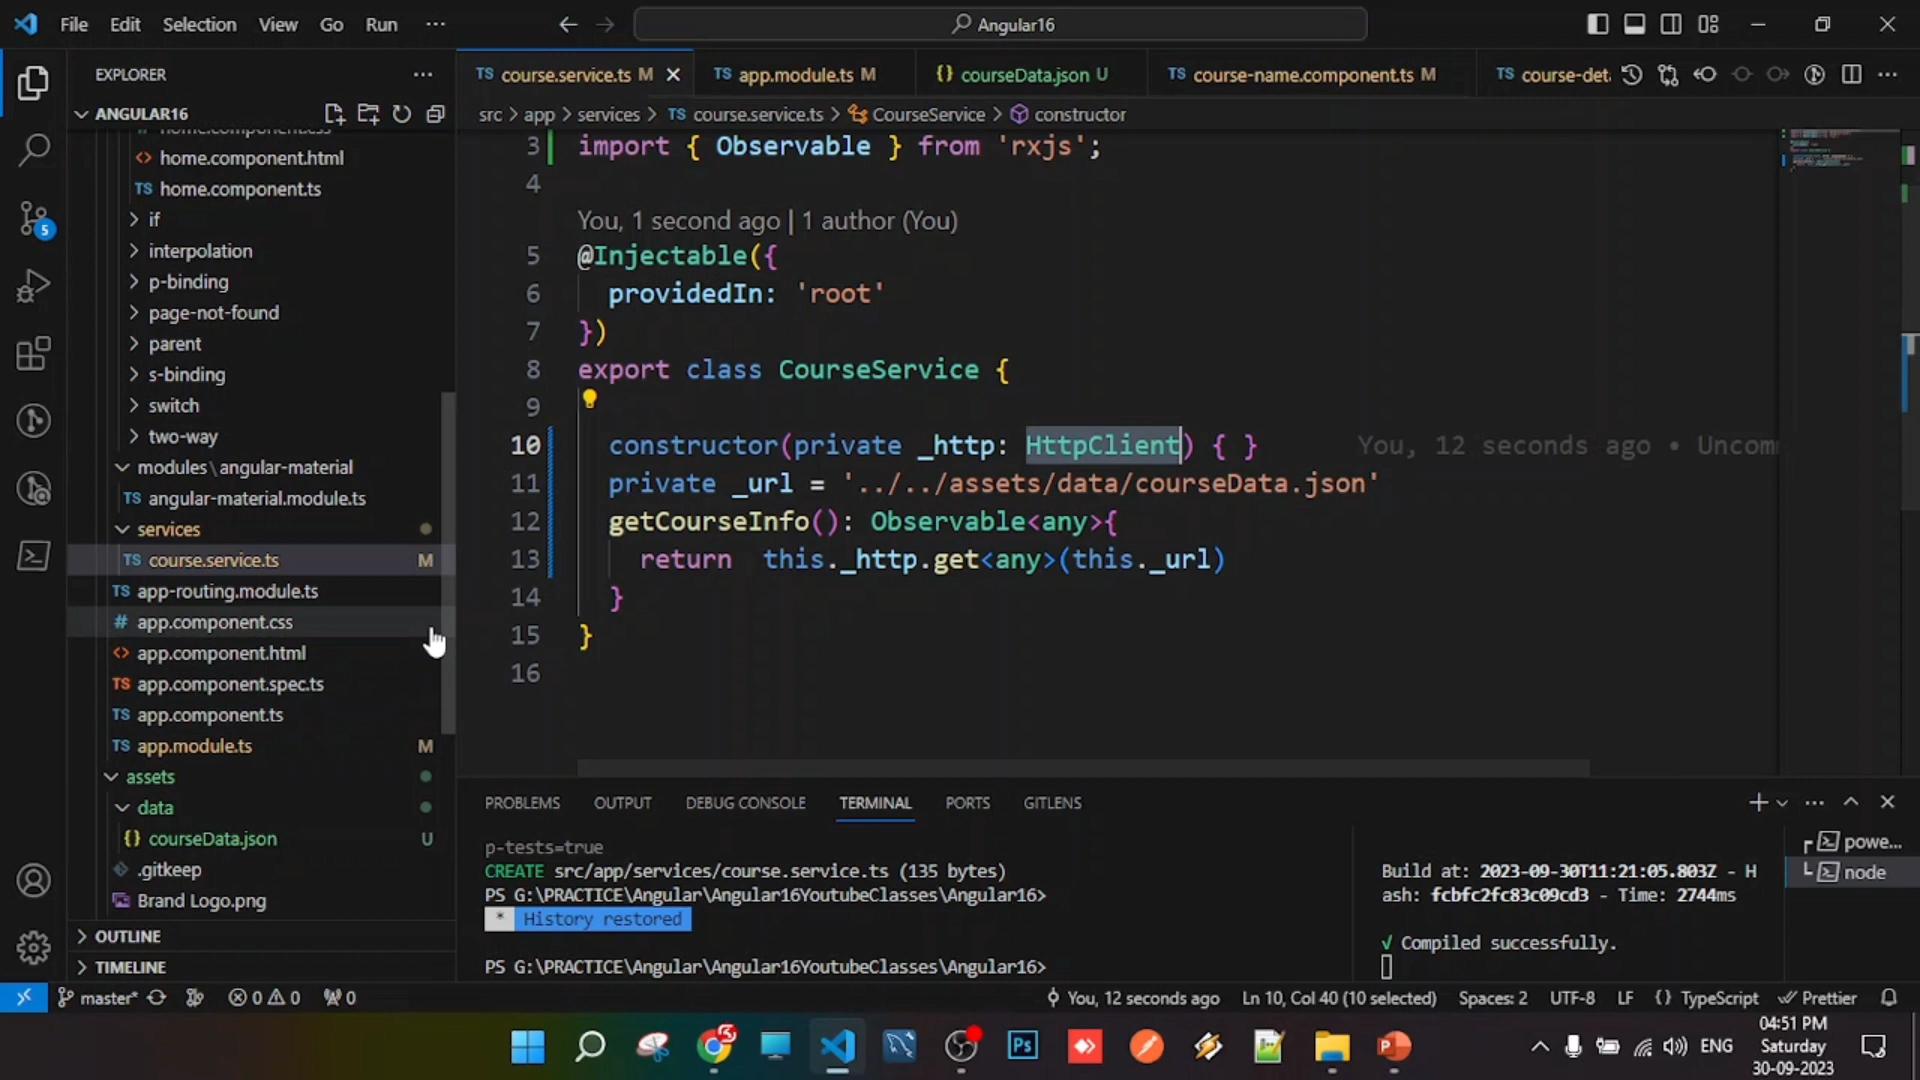 File Edit Selection View Go Run ··· Angular16
EXPLORER ···
ANGULAR16
home.component.css
home.component.html
home.component.ts
if
interpolation
p-binding
page-not-found
parent
s-binding
switch
two-way
modules\angular-material
TS angular-material.module.ts
services
TS course.service.ts M
TS app-routing.module.ts
# app.component.css
<> app.component.html
TS app.component.spec.ts
TS app.component.ts
TS app.module.ts M
assets
data
{} courseData.json U
.gitkeep
Brand Logo.png
OUTLINE
TIMELINE
TS course.service.ts M TS app.module.ts M {} courseData.json U TS course-name.component.ts M TS course-det
src > app > services > TS course.service.ts > CourseService > constructor
3 import { Observable } from 'rxjs';
4
You, 1 second ago | 1 author (You)
5 @Injectable({
6 providedIn: 'root'
7 })
8 export class CourseService {
9
10 constructor(private _http: HttpClient) { } You, 12 seconds ago • Uncom
11 private _url = '../../assets/data/courseData.json'
12 getCourseInfo(): Observable<any>{
13 return this._http.get<any>(this._url)
14 }
15 }
16
PROBLEMS OUTPUT DEBUG CONSOLE TERMINAL PORTS GITLENS
p-tests=true
CREATE src/app/services/course.service.ts (135 bytes)
PS G:\PRACTICE\Angular\Angular16YoutubeClasses\Angular16>
* History restored
PS G:\PRACTICE\Angular\Angular16YoutubeClasses\Angular16>
Build at: 2023-09-30T11:21:05.803Z - H
ash: fcbfc2fc83c09cd3 - Time: 2744ms
√ Compiled successfully.
powe...
node
5
master* 0 0 0 You, 12 seconds ago Ln 10, Col 40 (10 selected) Spaces: 2 UTF-8 LF {} TypeScript Prettier
Ps
ENG
04:51 PM
Saturday
30-09-2023